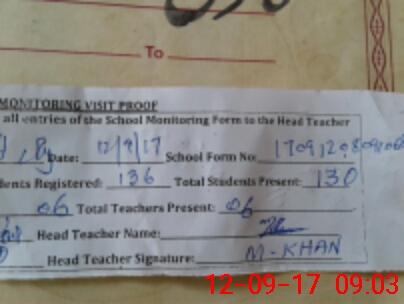 To
MONITORING VISIT PROOF
all entries of the School Monitoring Form to the Head Teacher
Date: 12/9/17 School Form No:
dents Registered: 136 Total Students Present: 130
06 Total Teachers Present: 06
Head Teacher Name:
Head Teacher Signature: M-KHAN
12-09-17 09:03